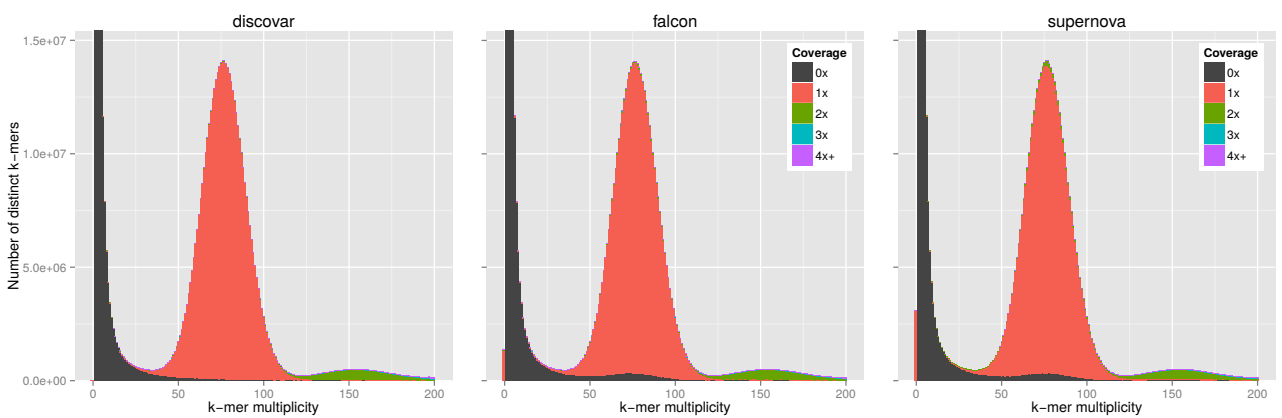 discovar
falcon
supernova
Number of distinct k−mers
1.5e+07
1.0e+07
5.0e+06
0.0e+00
0
50
100
150
200
k−mer multiplicity
Coverage
0x
1x
2x
3x
4x+
0
50
100
150
200
k−mer multiplicity
Coverage
0x
1x
2x
3x
4x+
0
50
100
150
200
k−mer multiplicity